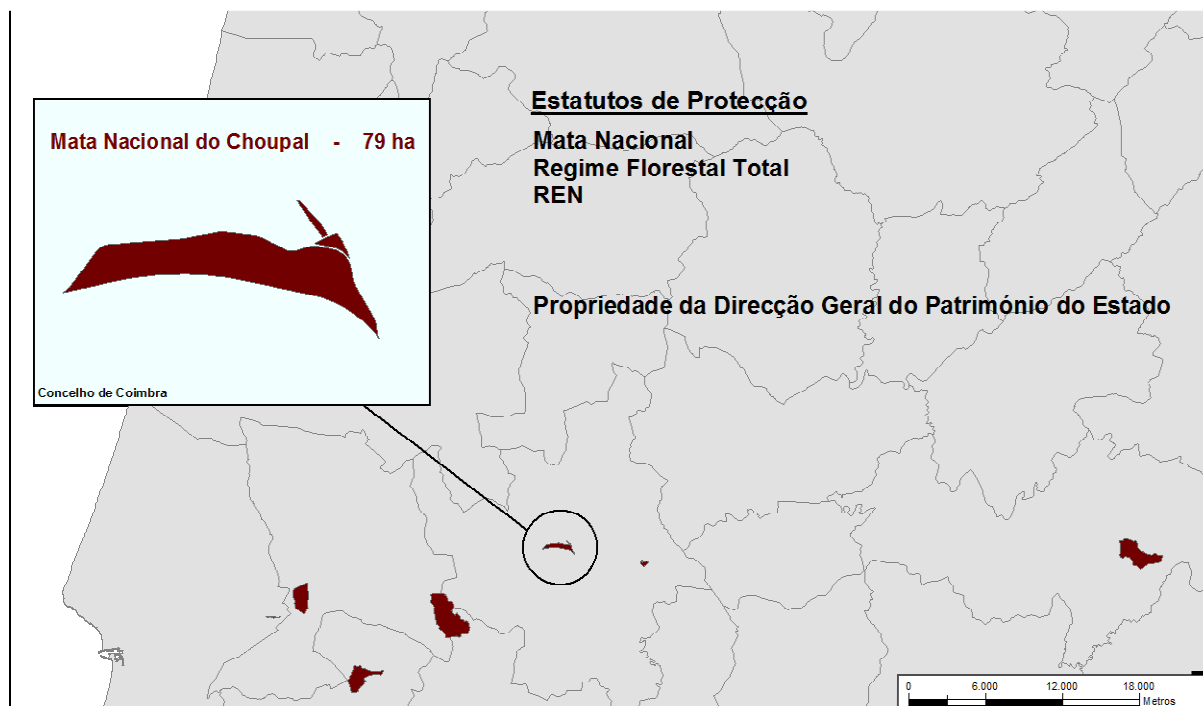 Estatutos de Protecção
Mata Nacional do Choupal - 79 ha
Mata Nacional
Regime Florestal Total
REN
Propriedade da Direcção Geral do Património do Estado
Concelho de Coimbra
0 6.000 12.000 18.000
Metros